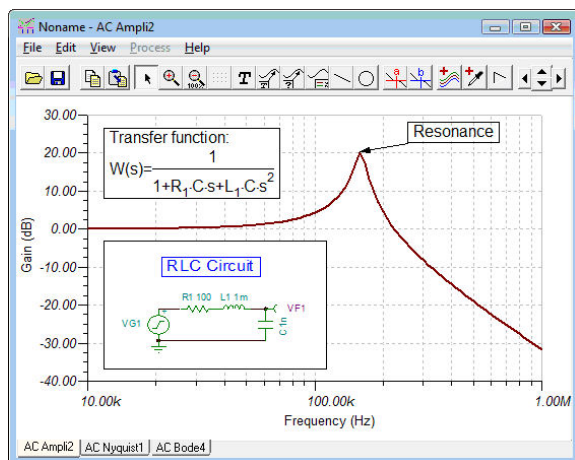 Noname - AC Ampli2
File Edit View Process Help
T
100%
a
b
30.00
20.00
10.00
0.00
-10.00
-20.00
-30.00
-40.00
Gain (dB)
Transfer function:
W(s)=
1
1+R1·C·s+L1·C·s2
Resonance
RLC Circuit
R1 100
L1 1m
VF1
VG1
+
C 1n
10.00k
100.00k
1.00M
Frequency (Hz)
AC Ampli2
AC Nyquist1
AC Bode4